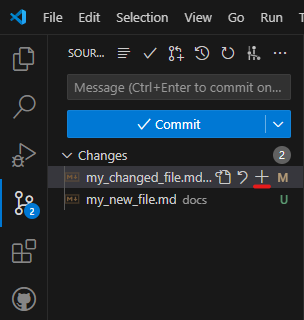 File Edit Selection View Go Run
SOUR...
Message (Ctrl+Enter to commit on...
Commit
Changes 2
my_changed_file.md... M
my_new_file.md docs U
2